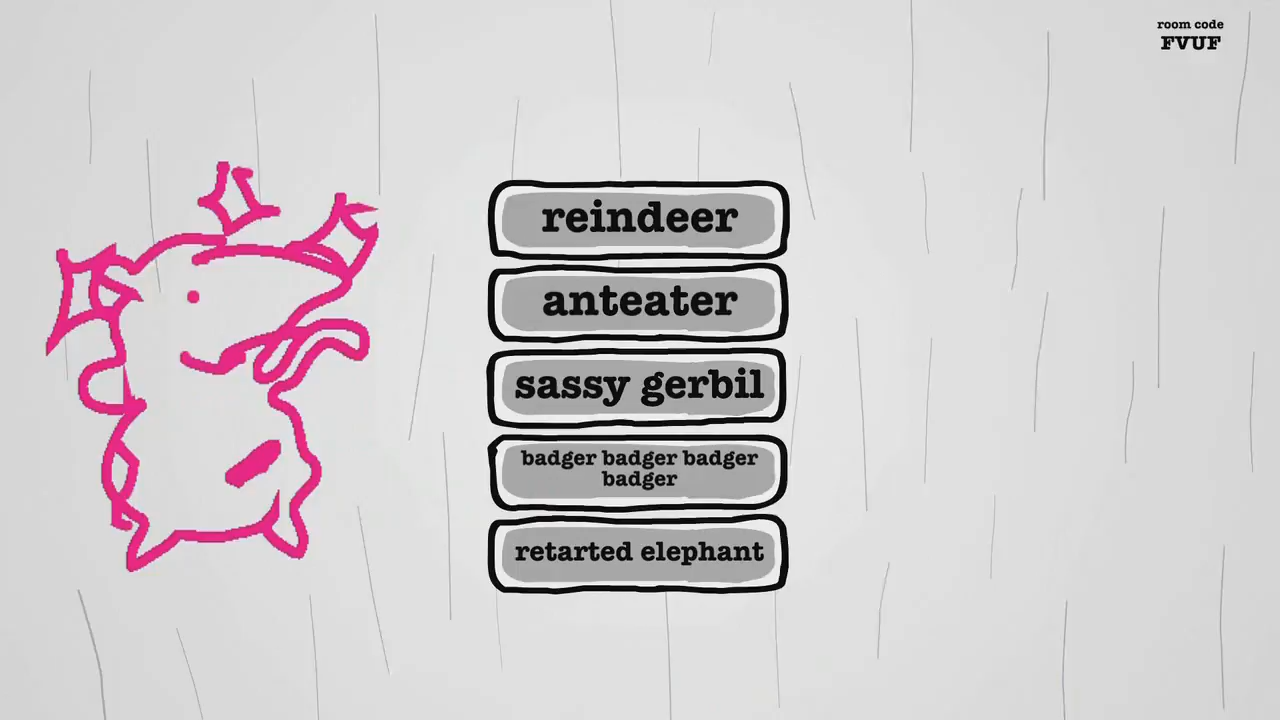 room code
FVUF
reindeer
anteater
sassy gerbil
badger badger badger
badger
retarted elephant